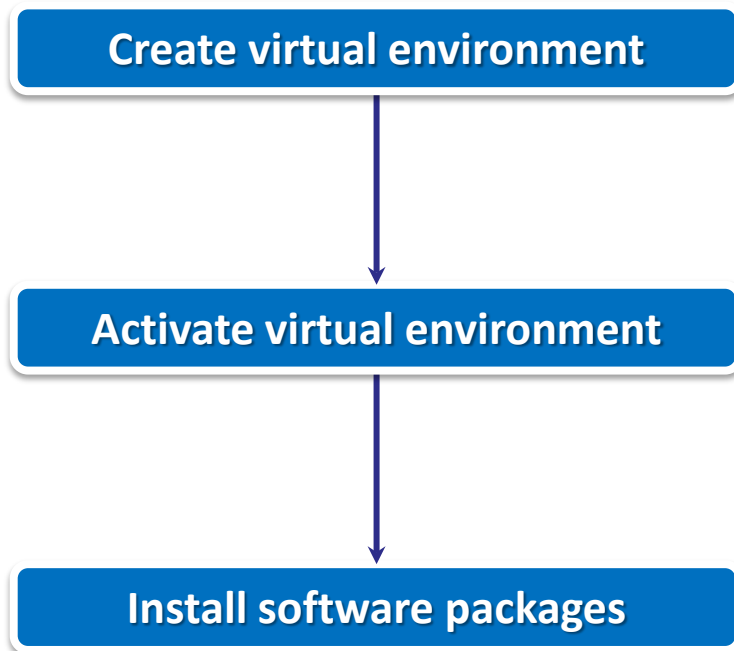 Create virtual environment
Activate virtual environment
Install software packages